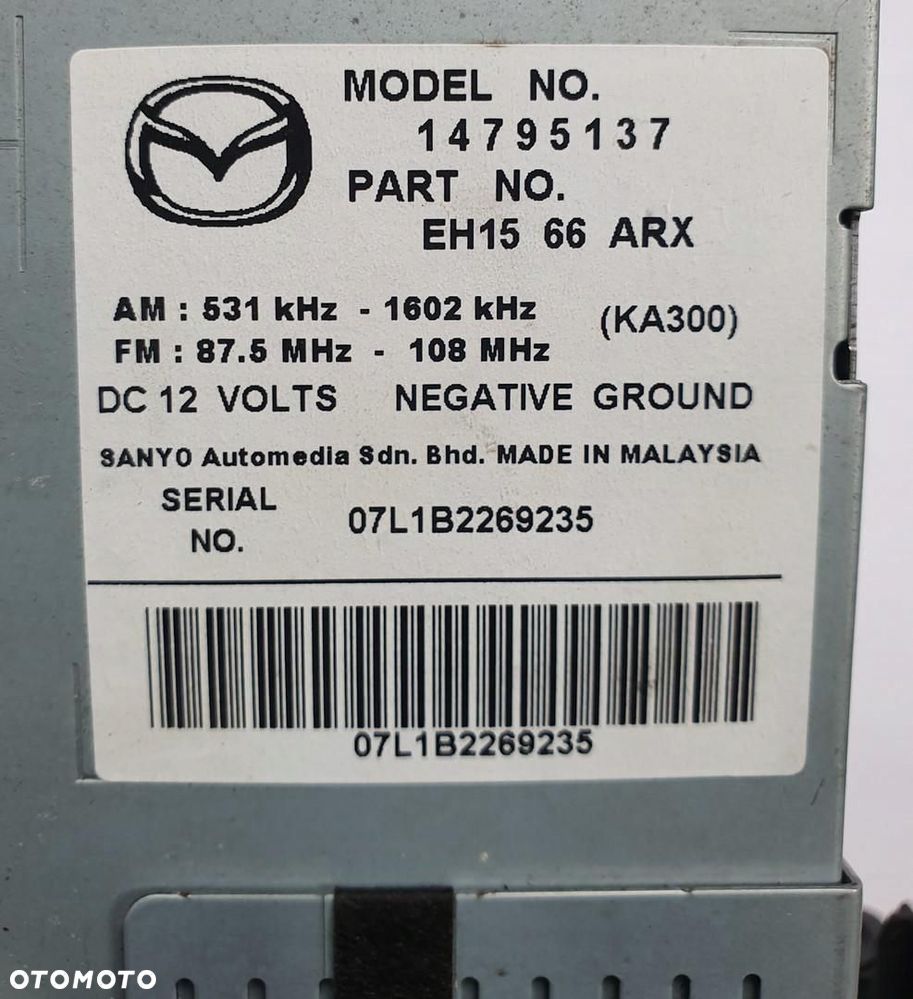 MODEL NO.
14795137
PART NO.
EH15 66 ARX
AM : 531 kHz - 1602 kHz (KA300)
FM : 87.5 MHz - 108 MHz
DC 12 VOLTS NEGATIVE GROUND
SANYO Automedia Sdn. Bhd. MADE IN MALAYSIA
SERIAL NO. 07L1B2269235
07L1B2269235
OTOMOTO